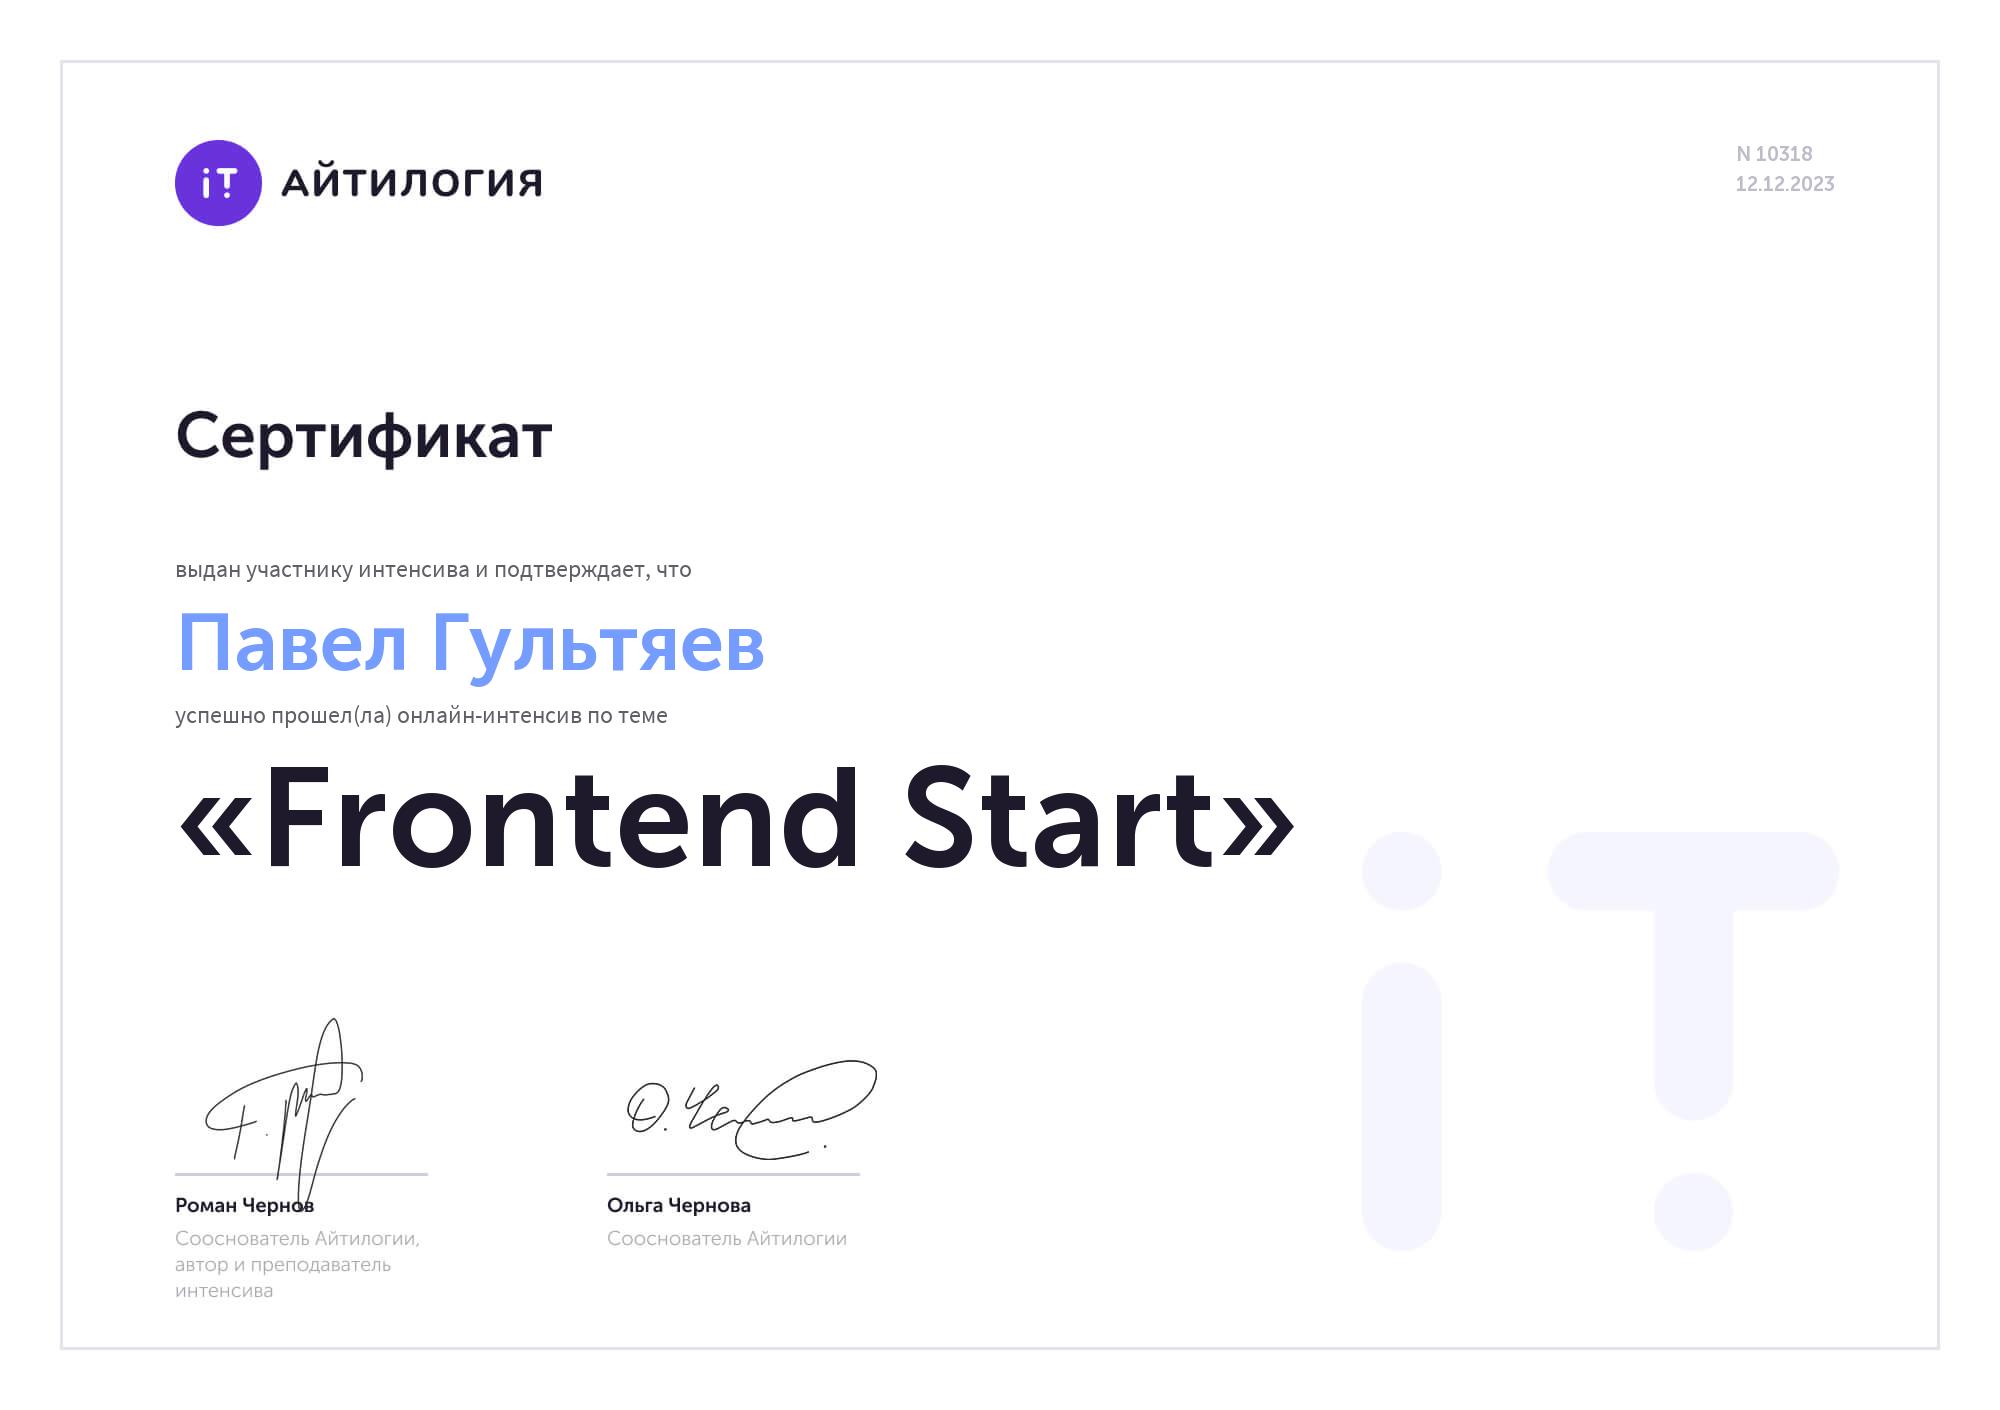 iT АЙТИЛОГИЯ
N 10318
12.12.2023
Сертификат
выдан участнику интенсива и подтверждает, что
Павел Гультяев
успешно прошел(ла) онлайн-интенсив по теме
«Frontend Start»
iT
Роман Чернов
Сооснователь Айтилогии,
автор и преподаватель
интенсива
О. Черн
Ольга Чернова
Сооснователь Айтилогии